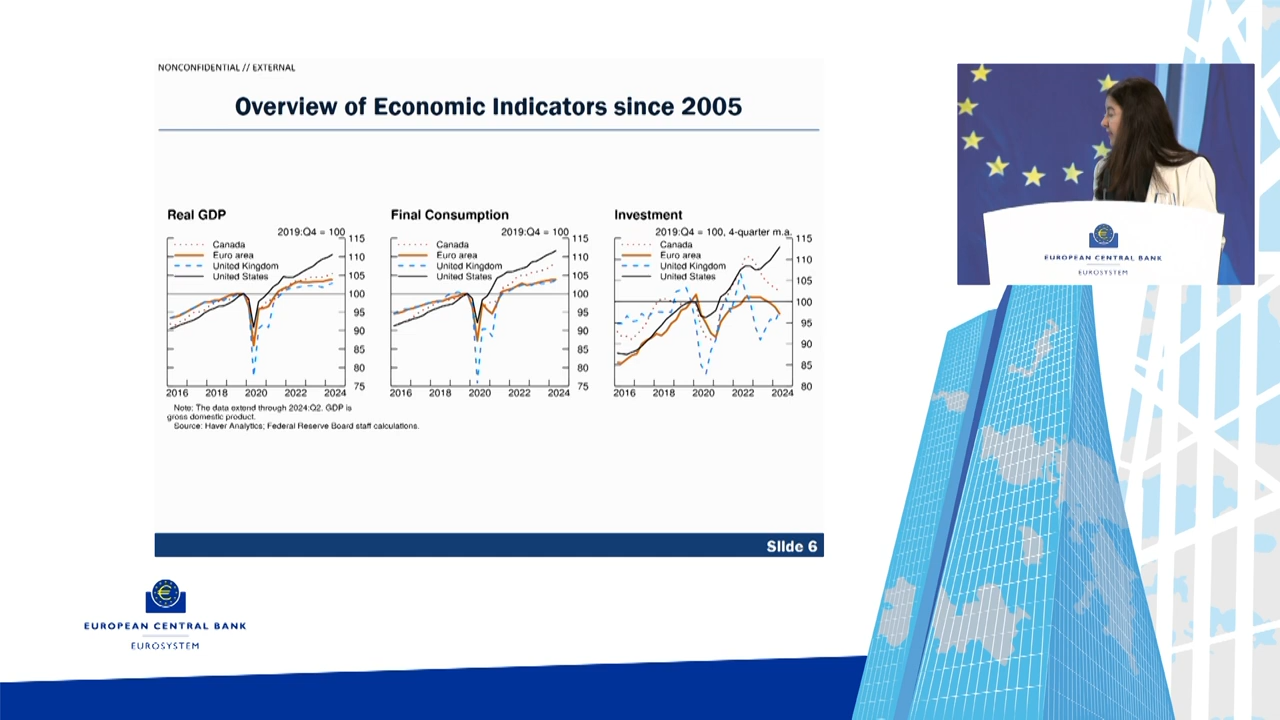 NONCONFIDENTIAL // EXTERNAL
Overview of Economic Indicators since 2005
Real GDP
2019:Q4 = 100
Canada
Euro area
United Kingdom
United States
115
110
105
100
95
90
85
80
75
2016 2018 2020 2022 2024
Note: The data extend through 2024:Q2. GDP is
gross domestic product.
Source: Haver Analytics; Federal Reserve Board staff calculations.
Final Consumption
2019:Q4 = 100
Canada
Euro area
United Kingdom
United States
115
110
105
100
95
90
85
80
75
2016 2018 2020 2022 2024
Investment
2019:Q4 = 100, 4-quarter m.a.
Canada
Euro area
United Kingdom
United States
115
110
105
100
95
90
85
80
2016 2018 2020 2022 2024
Slide 6
EUROPEAN CENTRAL BANK
EUROSYSTEM
EUROPEAN CENTRAL BANK
EUROSYSTEM